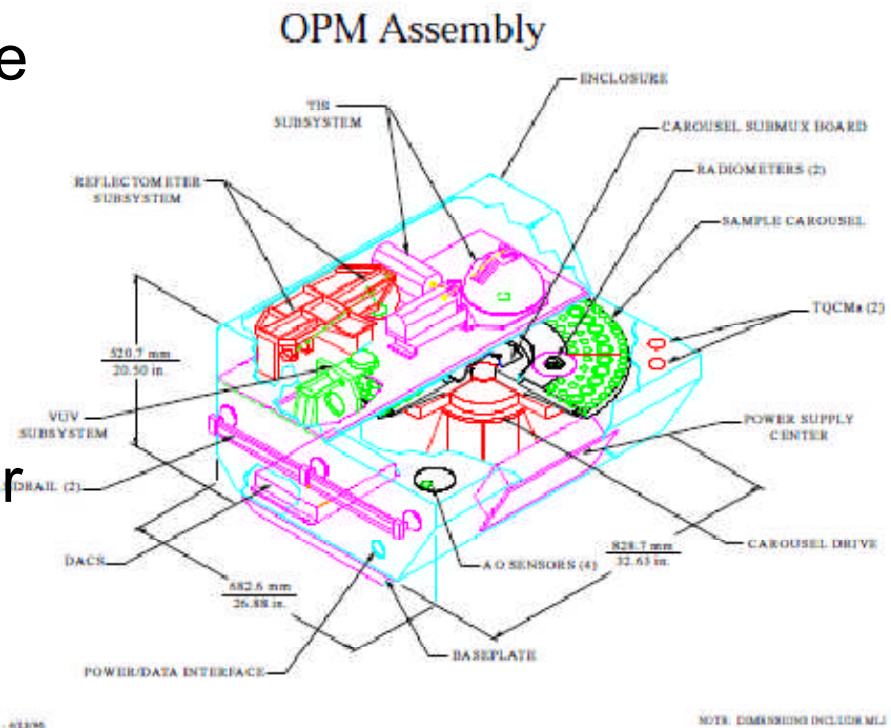 OPM Assembly
e
r
ENCLOSURE
TIS
SUBSYSTEM
CAROUSEL SUBMUX BOARD
RADIOMETERS (2)
REFLECTOMETER
SUBSYSTEM
SAMPLE CAROUSEL
TQCMs (2)
520.7 mm
20.50 in.
VUV
SUBSYSTEM
POWER SUPPLY
CENTER
DRAIL (2)
DACS
AO SENSORS (4)
828.7 mm
32.63 in.
CAROUSEL DRIVE
682.6 mm
26.88 in.
BASEPLATE
POWER/DATA INTERFACE
NOTE: DIMENSIONS INCLUDE MLI